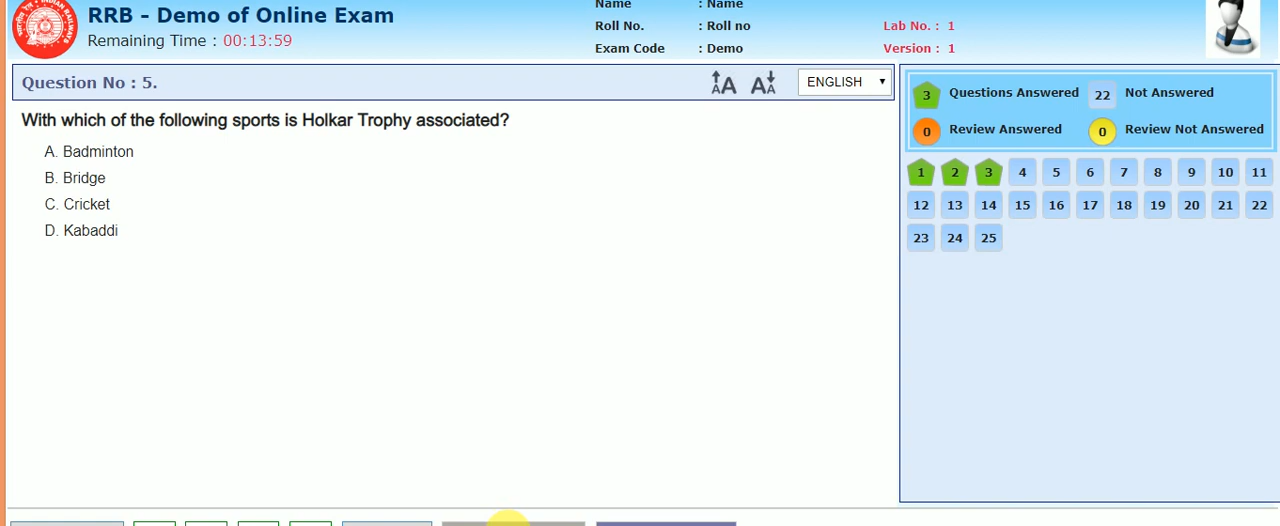 RRB - Demo of Online Exam
Remaining Time : 00:13:59
Name : Name
Roll No. : Roll no
Exam Code : Demo
Lab No. : 1
Version : 1
Question No : 5.
AA AA ENGLISH
With which of the following sports is Holkar Trophy associated?
A. Badminton
B. Bridge
C. Cricket
D. Kabaddi
3 Questions Answered 22 Not Answered
0 Review Answered 0 Review Not Answered
1 2 3 4 5 6 7 8 9 10 11
12 13 14 15 16 17 18 19 20 21 22
23 24 25